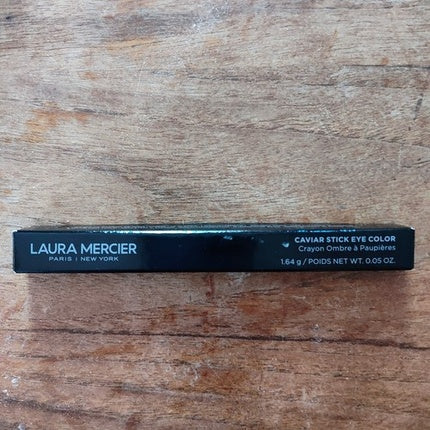 LAURA MERCIER
PARIS | NEW YORK
CAVIAR STICK EYE COLOR
Crayon Ombre à Paupières
1.64 g / POIDS NET WT. 0.05 OZ.